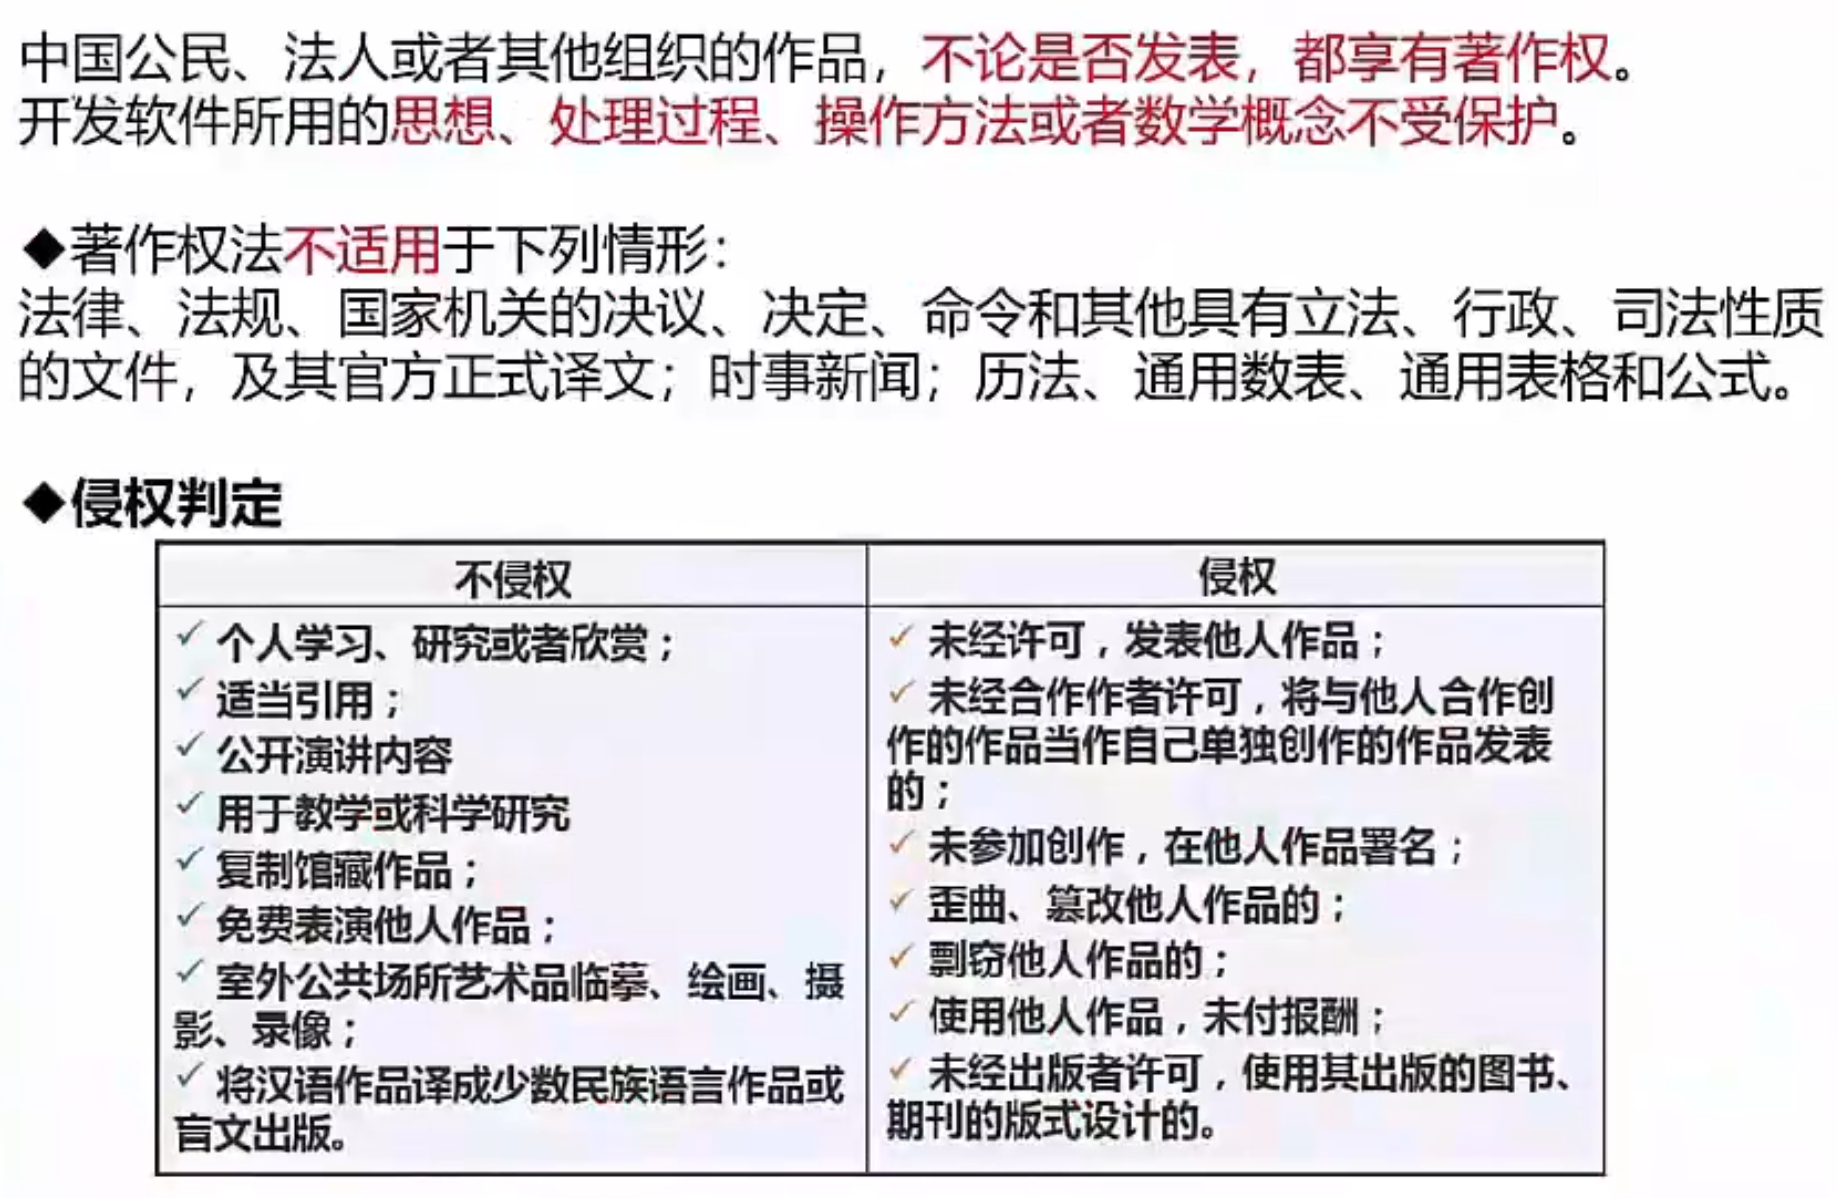 中国公民、法人或者其他组织的作品，不论是否发表，都享有著作权。
开发软件所用的思想、处理过程、操作方法或者数学概念不受保护。
◆著作权法不适用于下列情形：
法律、法规、国家机关的决议、决定、命令和其他具有立法、行政、司法性质
的文件，及其官方正式译文；时事新闻；历法、通用数表、通用表格和公式。
◆侵权判定
不侵权
✓ 个人学习、研究或者欣赏；
✓ 适当引用；
✓ 公开演讲内容
✓ 用于教学或科学研究
✓ 复制馆藏作品；
✓ 免费表演他人作品；
✓ 室外公共场所艺术品临摹、绘画、摄
影、录像；
✓ 将汉语作品译成少数民族语言作品或
盲文出版。
侵权
✓ 未经许可，发表他人作品；
✓ 未经合作作者许可，将与他人合作创
作的作品当作自己单独创作的作品发表
的；
✓ 未参加创作，在他人作品署名；
✓ 歪曲、篡改他人作品的；
✓ 剽窃他人作品的；
✓ 使用他人作品，未付报酬；
✓ 未经出版者许可，使用其出版的图书、
期刊的版式设计的。